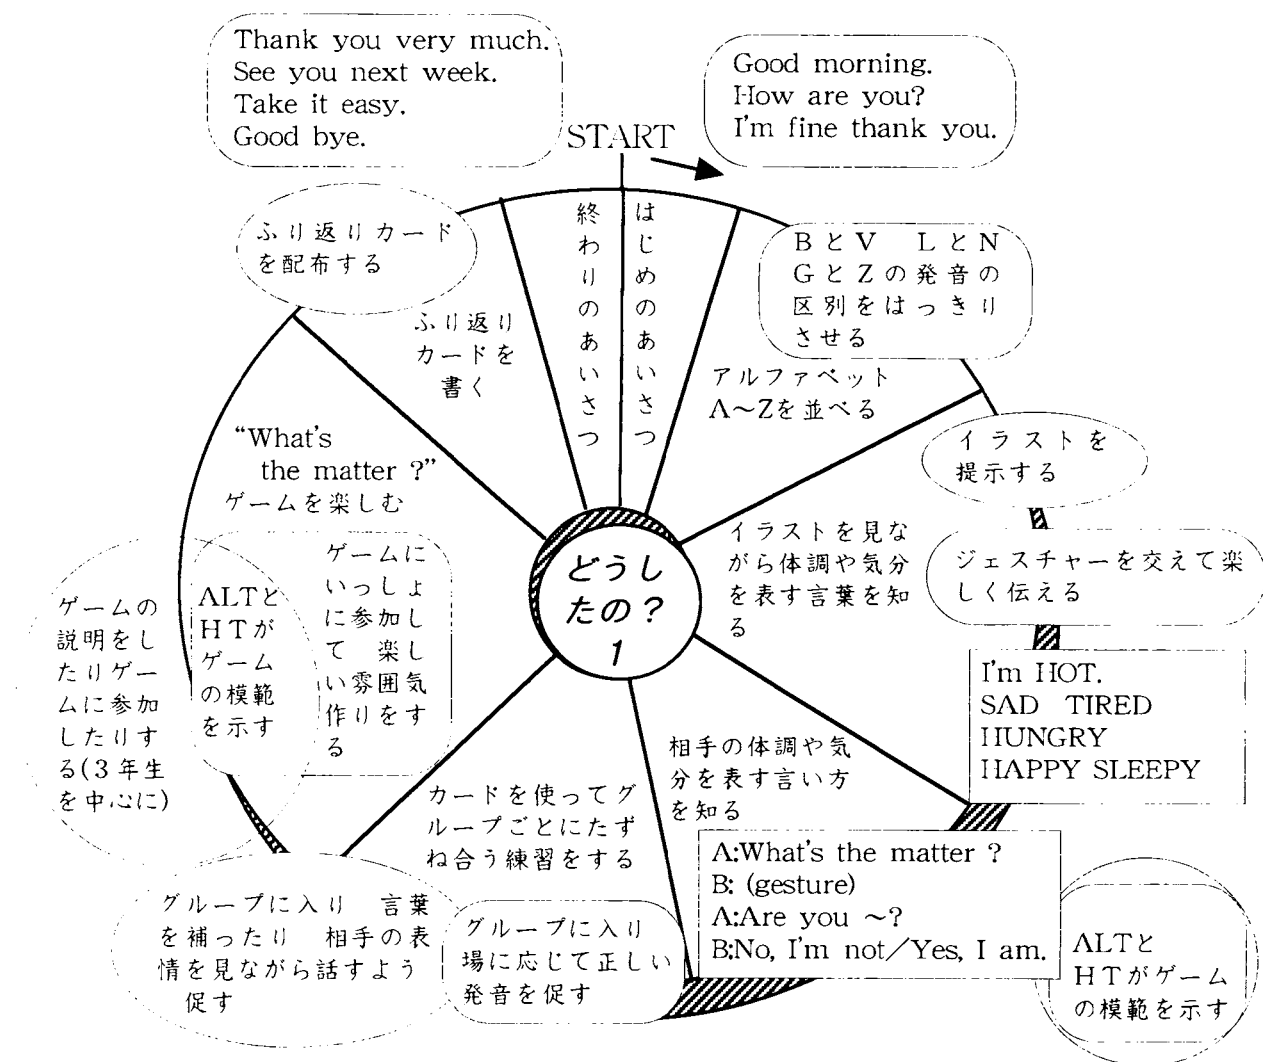 Thank you very much.
See you next week.
Take it easy.
Good bye.
START
Good morning.
How are you?
I'm fine thank you.
はじめのあいさつ
BとV　LとN
GとZの発音の
区別をはっきり
させる
アルファベット
A～Zを並べる
イラストを
提示する
イラストを見な
がら体調や気分
を表す言葉を知
る
ジェスチャーを交えて楽
しく伝える
I'm HOT.
SAD　TIRED
HUNGRY
HAPPY SLEEPY
相手の体調や気
分を表す言い方
を知る
A:What's the matter ?
B: (gesture)
A:Are you ～?
B:No, I'm not／Yes, I am.
ALTと
HTがゲーム
の模範を示す
カードを使ってグ
ループごとにたず
ね合う練習をする
グループに入り
場に応じて正しい
発音を促す
グループに入り　言葉
を補ったり　相手の表
情を見ながら話すよう
促す
“What's
the matter ?”
ゲームを楽しむ
ゲームに
いっしょ
に参加し
て　楽し
い雰囲気
作りをす
る
ALTと
HTが
ゲーム
の模範
を示す
ゲームの
説明をし
たりゲー
ムに参加
したりす
る(3年生
を中心に)
ふり返り
カードを
書く
ふり返りカード
を配布する
終わりのあいさつ
どうし
たの?
1